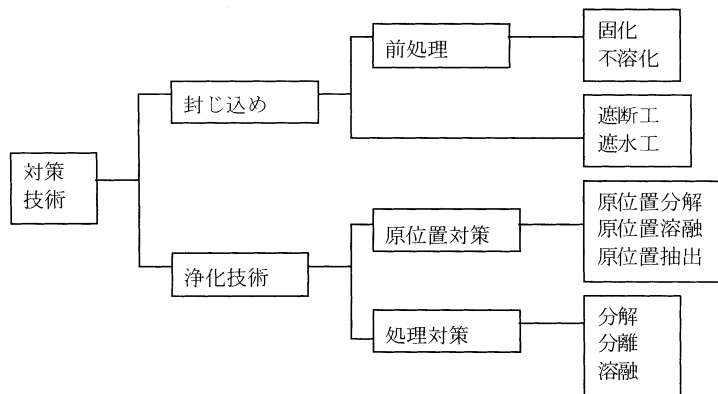 対策
技術
封じ込め
前処理
固化
不溶化
遮断工
遮水工
浄化技術
原位置対策
原位置分解
原位置溶融
原位置抽出
処理対策
分解
分離
溶融